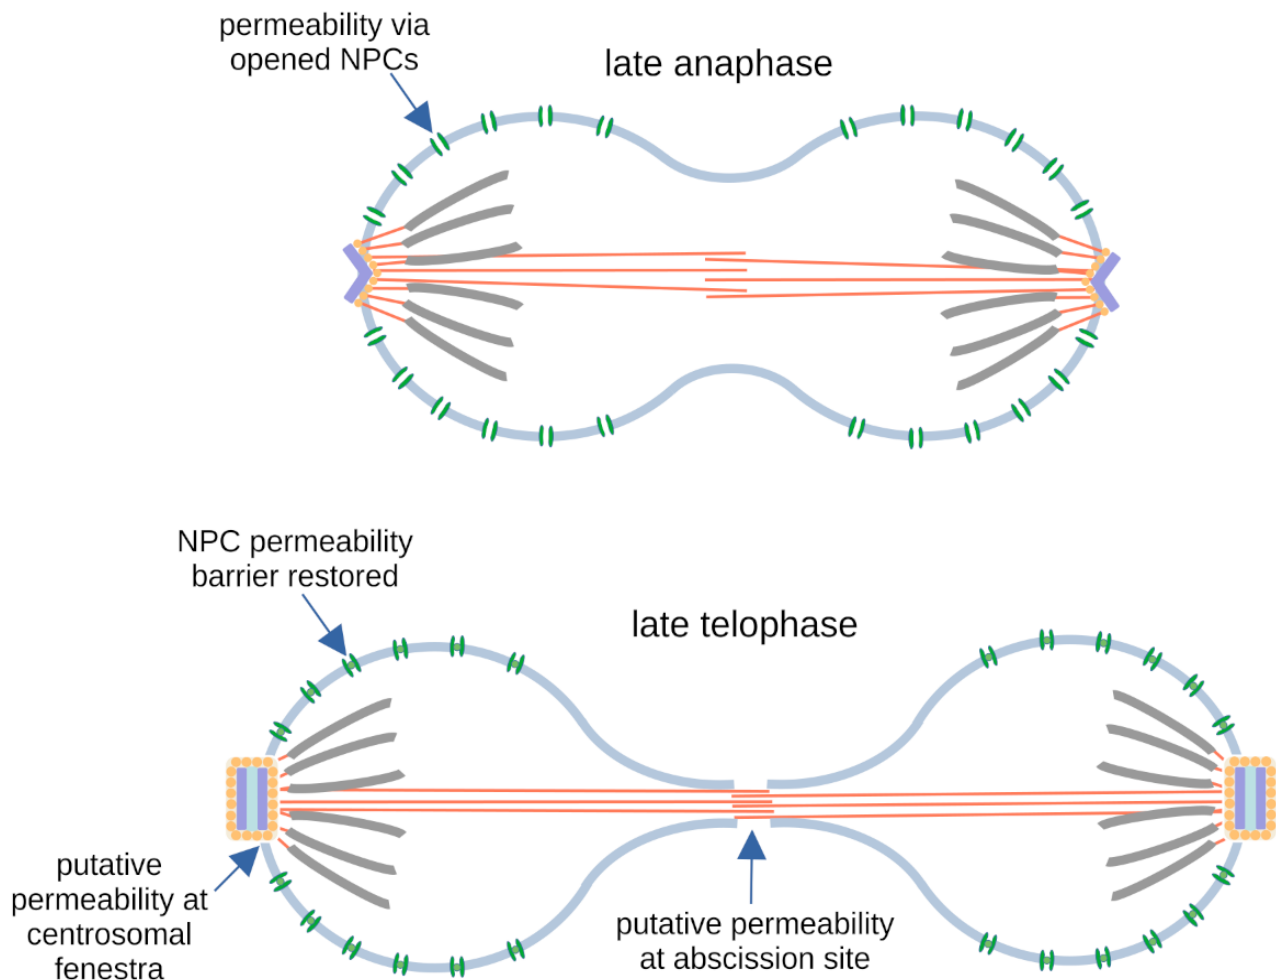 permeability via
opened NPCs
late anaphase
NPC permeability
barrier restored
late telophase
putative
permeability at
centrosomal
fenestra
putative permeability
at abscission site